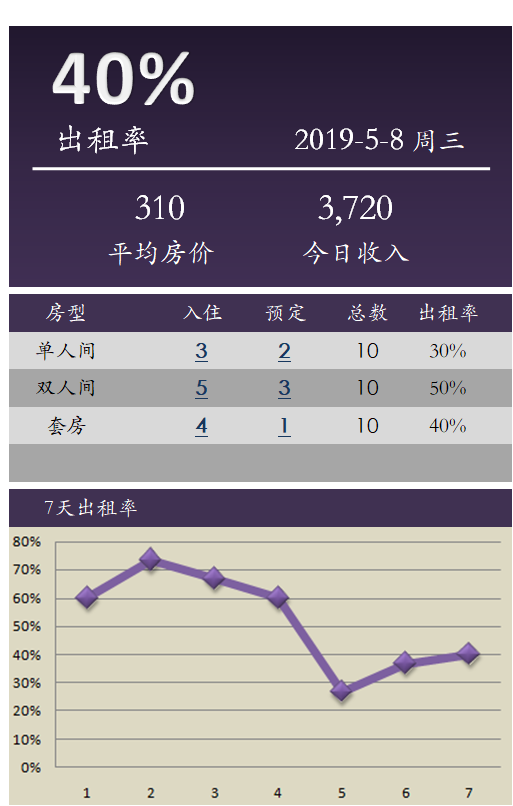 40%
出租率 2019-5-8 周三
310 3,720
平均房价 今日收入
房型 入住 预定 总数 出租率
单人间 3 2 10 30%
双人间 5 3 10 50%
套房 4 1 10 40%
7天出租率
80%
70%
60%
50%
40%
30%
20%
10%
0%
1 2 3 4 5 6 7